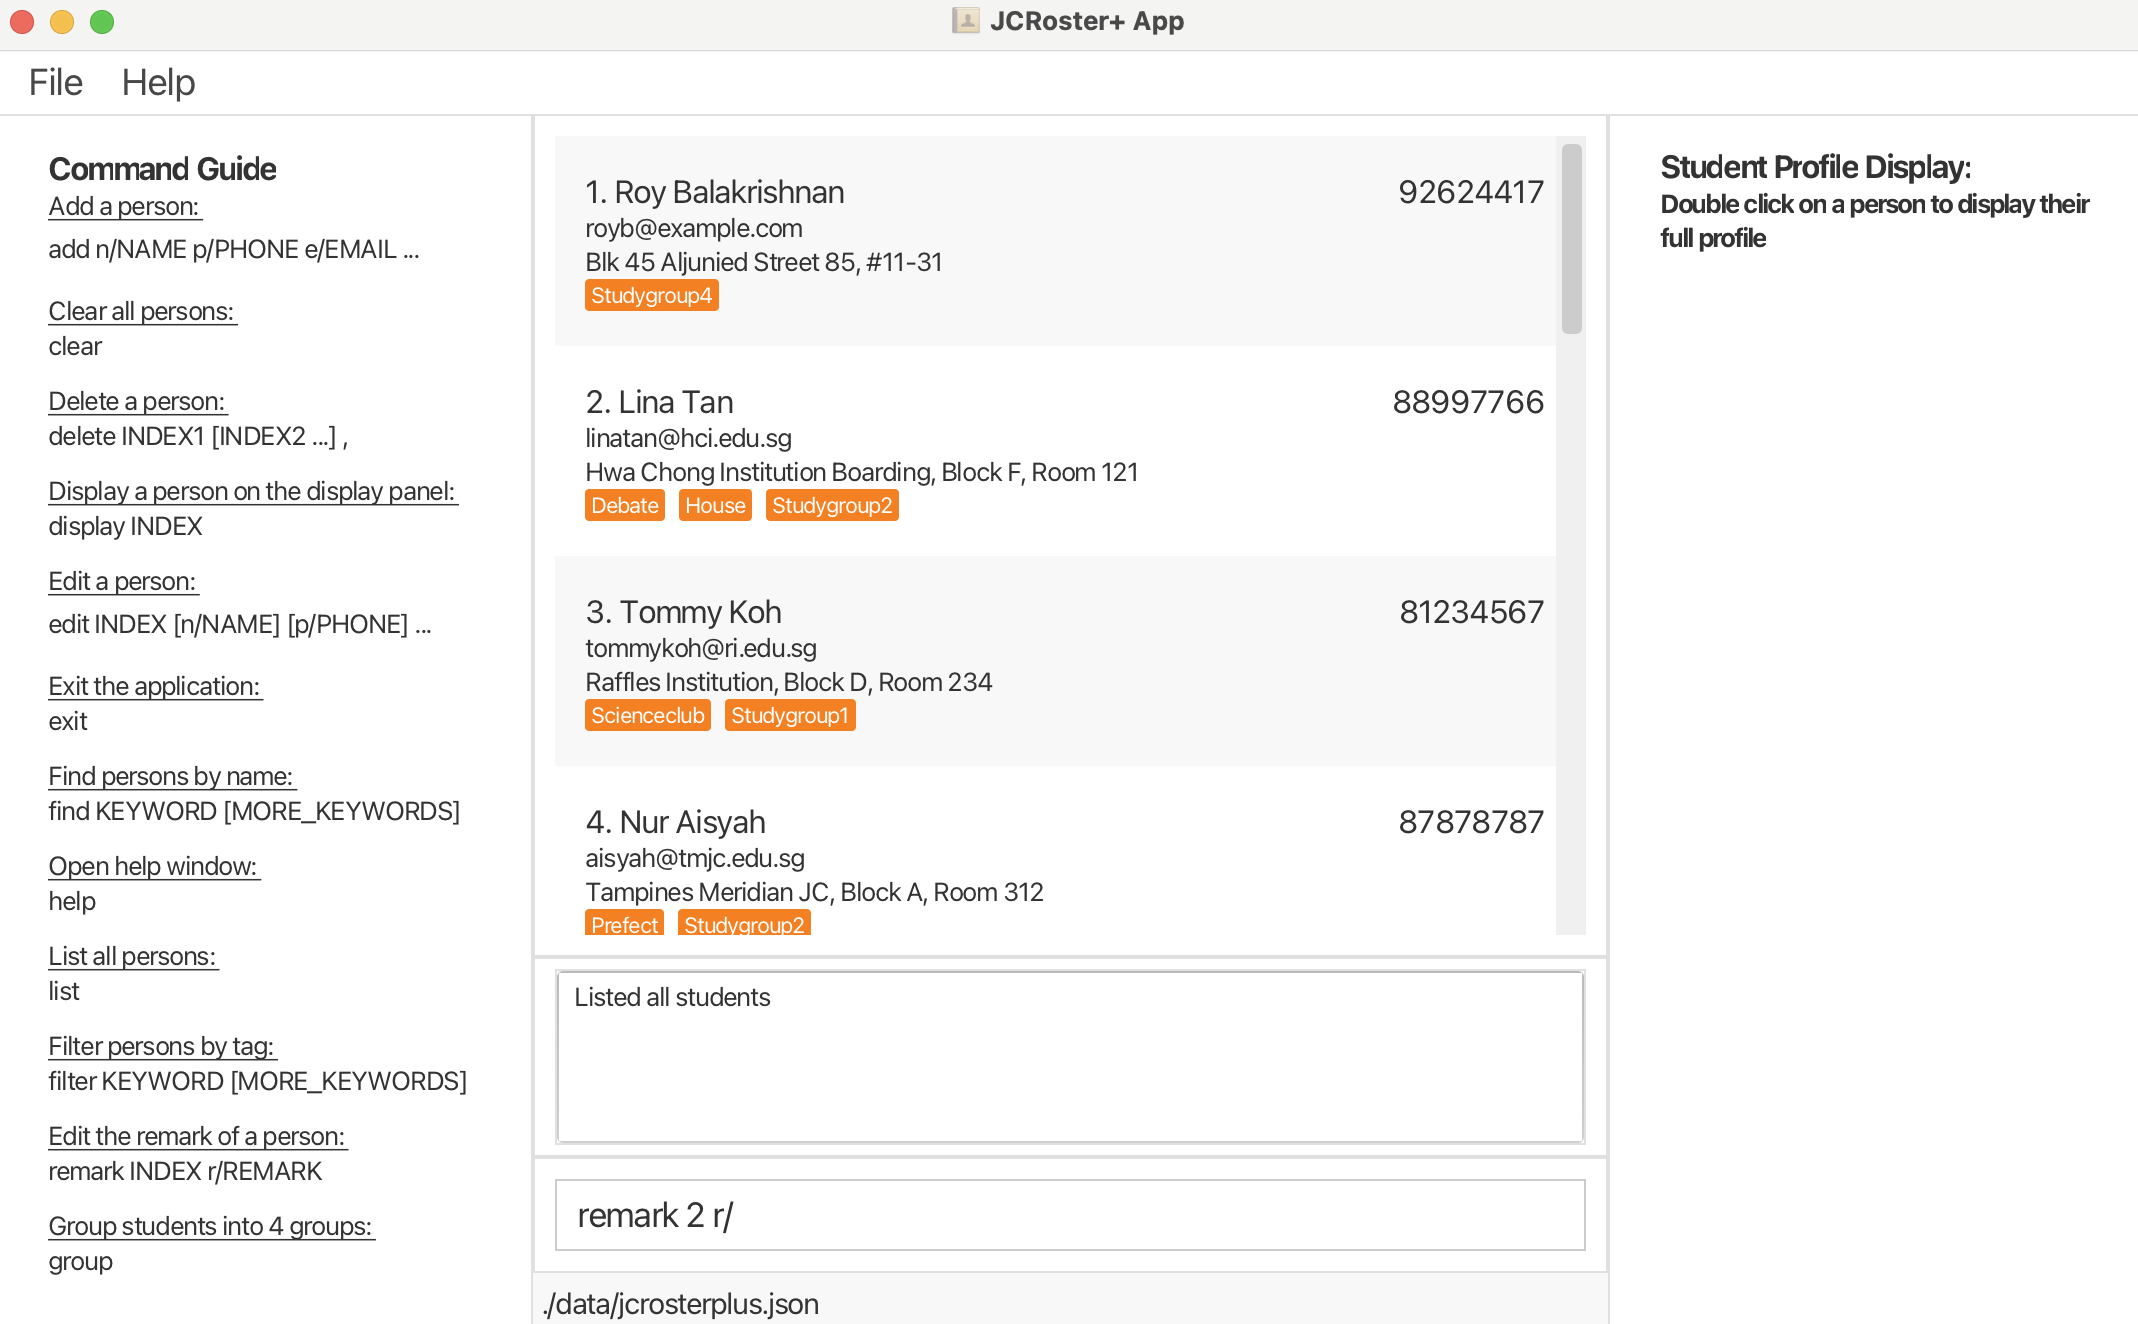 JCRoster+ App
File Help
Command Guide
Add a person:
add n/NAME p/PHONE e/EMAIL ...
Clear all persons:
clear
Delete a person:
delete INDEX1 [INDEX2 ...] ,
Display a person on the display panel:
display INDEX
Edit a person:
edit INDEX [n/NAME] [p/PHONE] ...
Exit the application:
exit
Find persons by name:
find KEYWORD [MORE_KEYWORDS]
Open help window:
help
List all persons:
list
Filter persons by tag:
filter KEYWORD [MORE_KEYWORDS]
Edit the remark of a person:
remark INDEX r/REMARK
Group students into 4 groups:
group
1. Roy Balakrishnan 92624417
royb@example.com
Blk 45 Aljunied Street 85, #11-31
Studygroup4
2. Lina Tan 88997766
linatan@hci.edu.sg
Hwa Chong Institution Boarding, Block F, Room 121
Debate House Studygroup2
3. Tommy Koh 81234567
tommykoh@ri.edu.sg
Raffles Institution, Block D, Room 234
Scienceclub Studygroup1
4. Nur Aisyah 87878787
aisyah@tmjc.edu.sg
Tampines Meridian JC, Block A, Room 312
Prefect Studygroup2
Listed all students
remark 2 r/
./data/jcrosterplus.json
Student Profile Display:
Double click on a person to display their
full profile